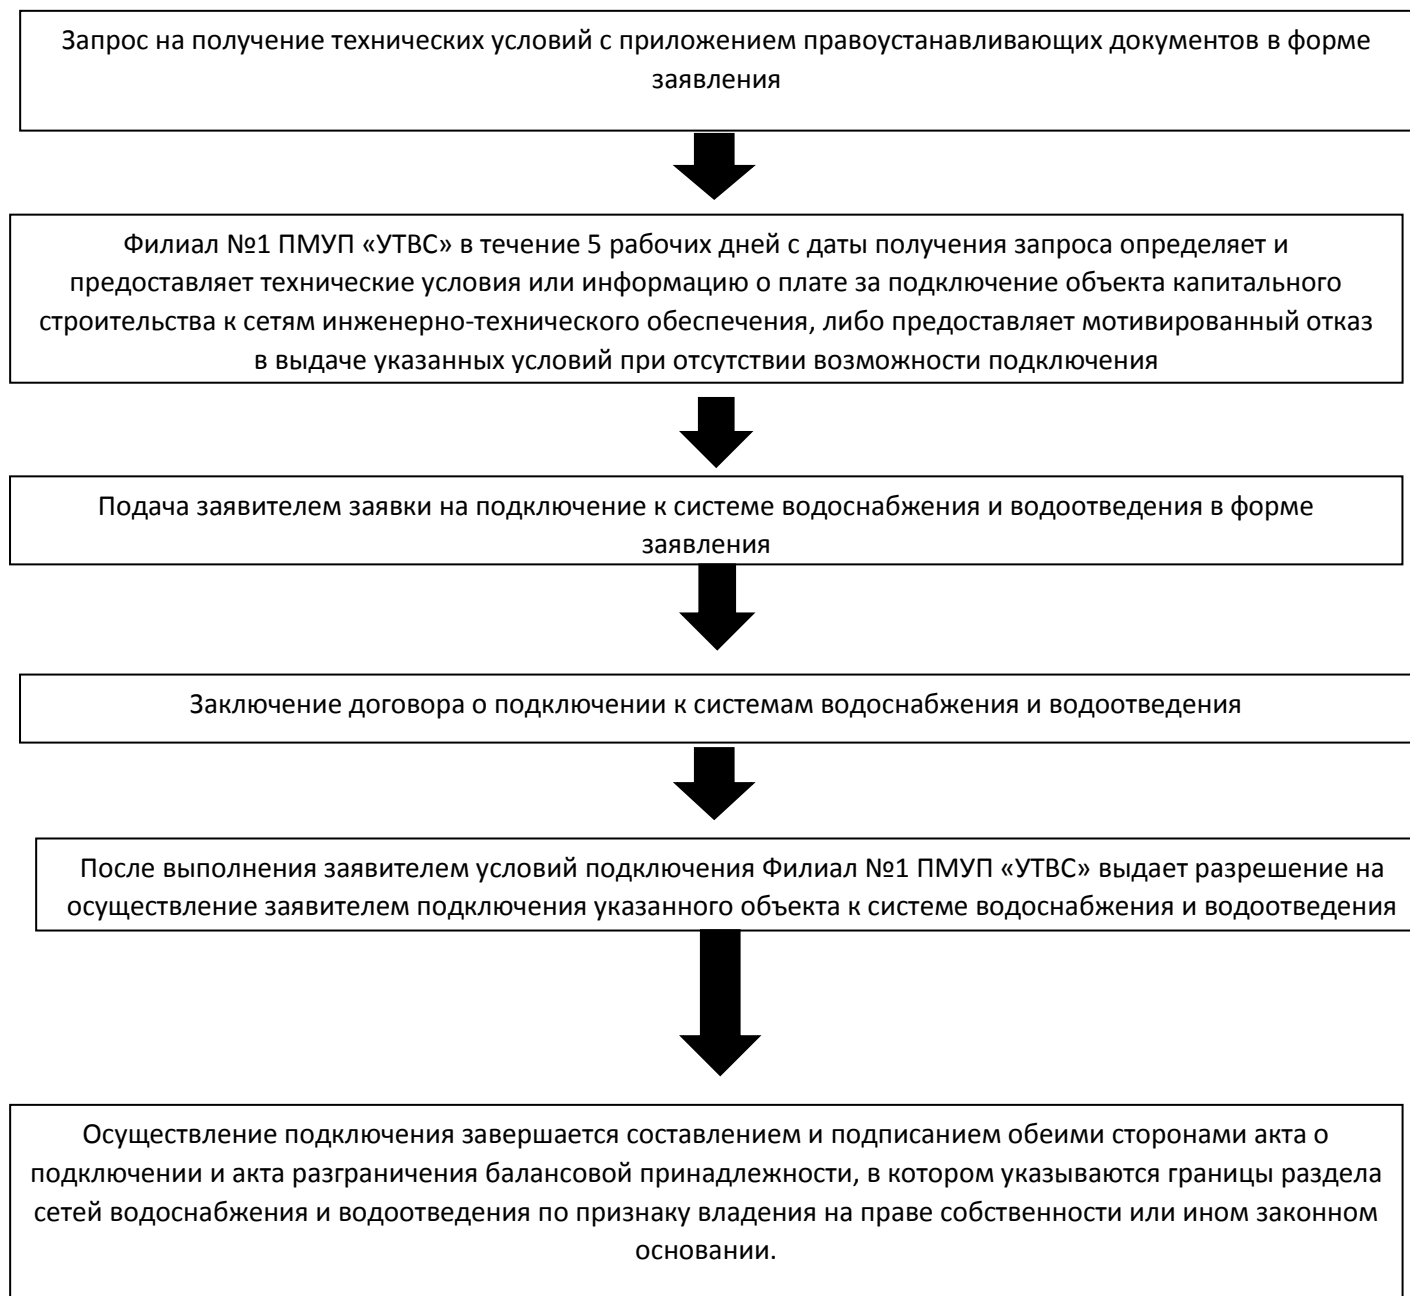 Запрос на получение технических условий с приложением правоустанавливающих документов в форме
заявления
Филиал №1 ПМУП «УТВС» в течение 5 рабочих дней с даты получения запроса определяет и
предоставляет технические условия или информацию о плате за подключение объекта капитального
строительства к сетям инженерно-технического обеспечения, либо предоставляет мотивированный отказ
в выдаче указанных условий при отсутствии возможности подключения
Подача заявителем заявки на подключение к системе водоснабжения и водоотведения в форме
заявления
Заключение договора о подключении к системам водоснабжения и водоотведения
После выполнения заявителем условий подключения Филиал №1 ПМУП «УТВС» выдает разрешение на
осуществление заявителем подключения указанного объекта к системе водоснабжения и водоотведения
Осуществление подключения завершается составлением и подписанием обеими сторонами акта о
подключении и акта разграничения балансовой принадлежности, в котором указываются границы раздела
сетей водоснабжения и водоотведения по признаку владения на праве собственности или ином законном
основании.